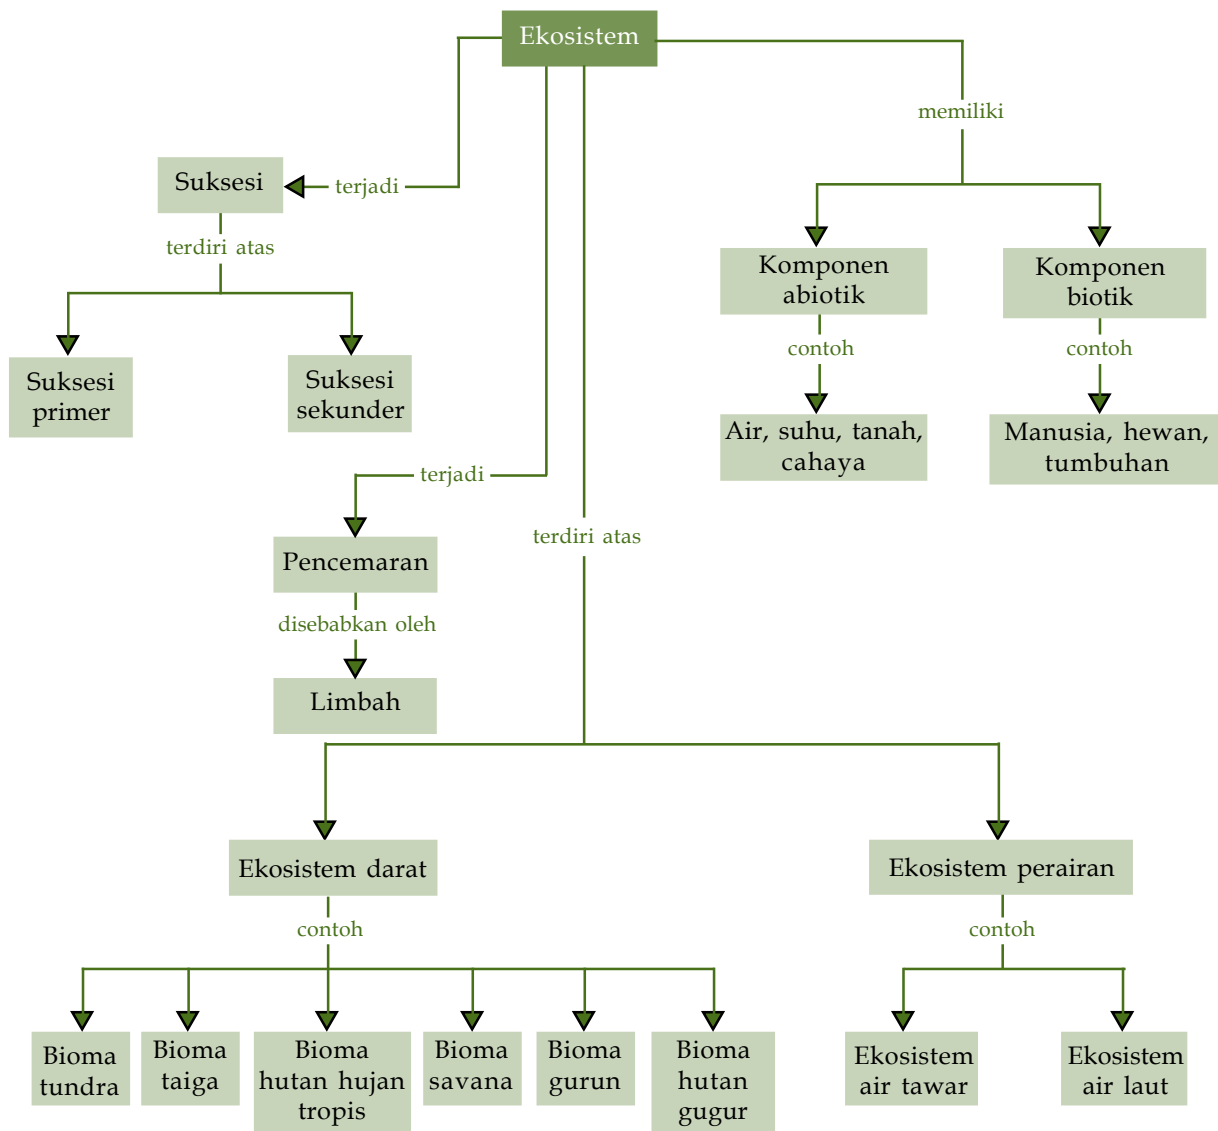 Ekosistem
memiliki
Suksesi
terjadi
terdiri atas
Komponen
abiotik
Komponen
biotik
contoh
contoh
Suksesi
primer
Suksesi
sekunder
Air, suhu, tanah,
cahaya
Manusia, hewan,
tumbuhan
terjadi
terdiri atas
Pencemaran
disebabkan oleh
Limbah
Ekosistem darat
Ekosistem perairan
contoh
contoh
Bioma
tundra
Bioma
taiga
Bioma
hutan hujan
tropis
Bioma
savana
Bioma
gurun
Bioma
hutan
gugur
Ekosistem
air tawar
Ekosistem
air laut